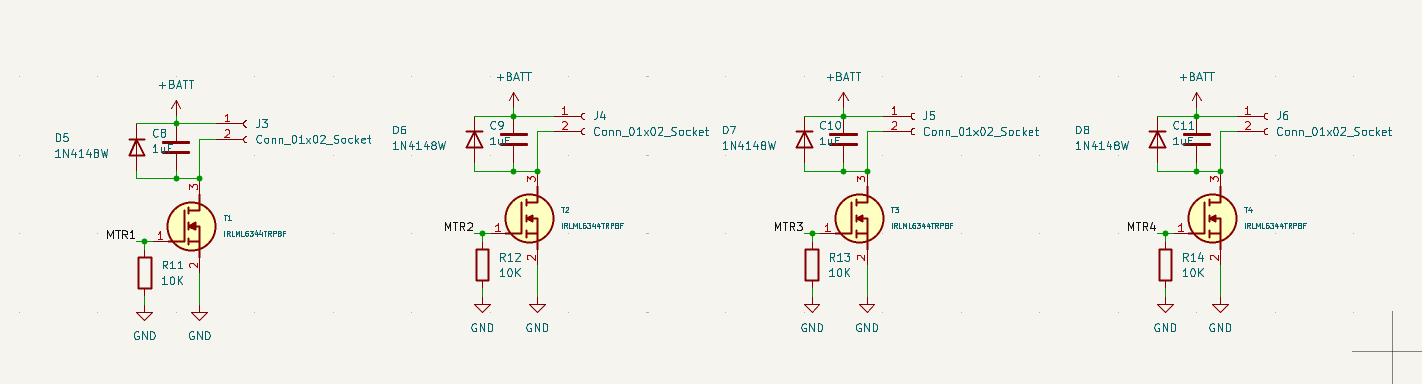 +BATT
1
J3
2
Conn_01x02_Socket
D5
1N4148W
C8
1uF
3
T1
IRLML6344TRPBF
MTR1
1
2
R11
10K
GND
GND
+BATT
1
J4
2
Conn_01x02_Socket
D6
1N4148W
C9
1uF
3
T2
IRLML6344TRPBF
MTR2
1
2
R12
10K
GND
GND
+BATT
1
J5
2
Conn_01x02_Socket
D7
1N4148W
C10
1uF
3
T3
IRLML6344TRPBF
MTR3
1
2
R13
10K
GND
GND
+BATT
1
J6
2
Conn_01x02_Socket
D8
1N4148W
C11
1uF
3
T4
IRLML6344TRPBF
MTR4
1
2
R14
10K
GND
GND